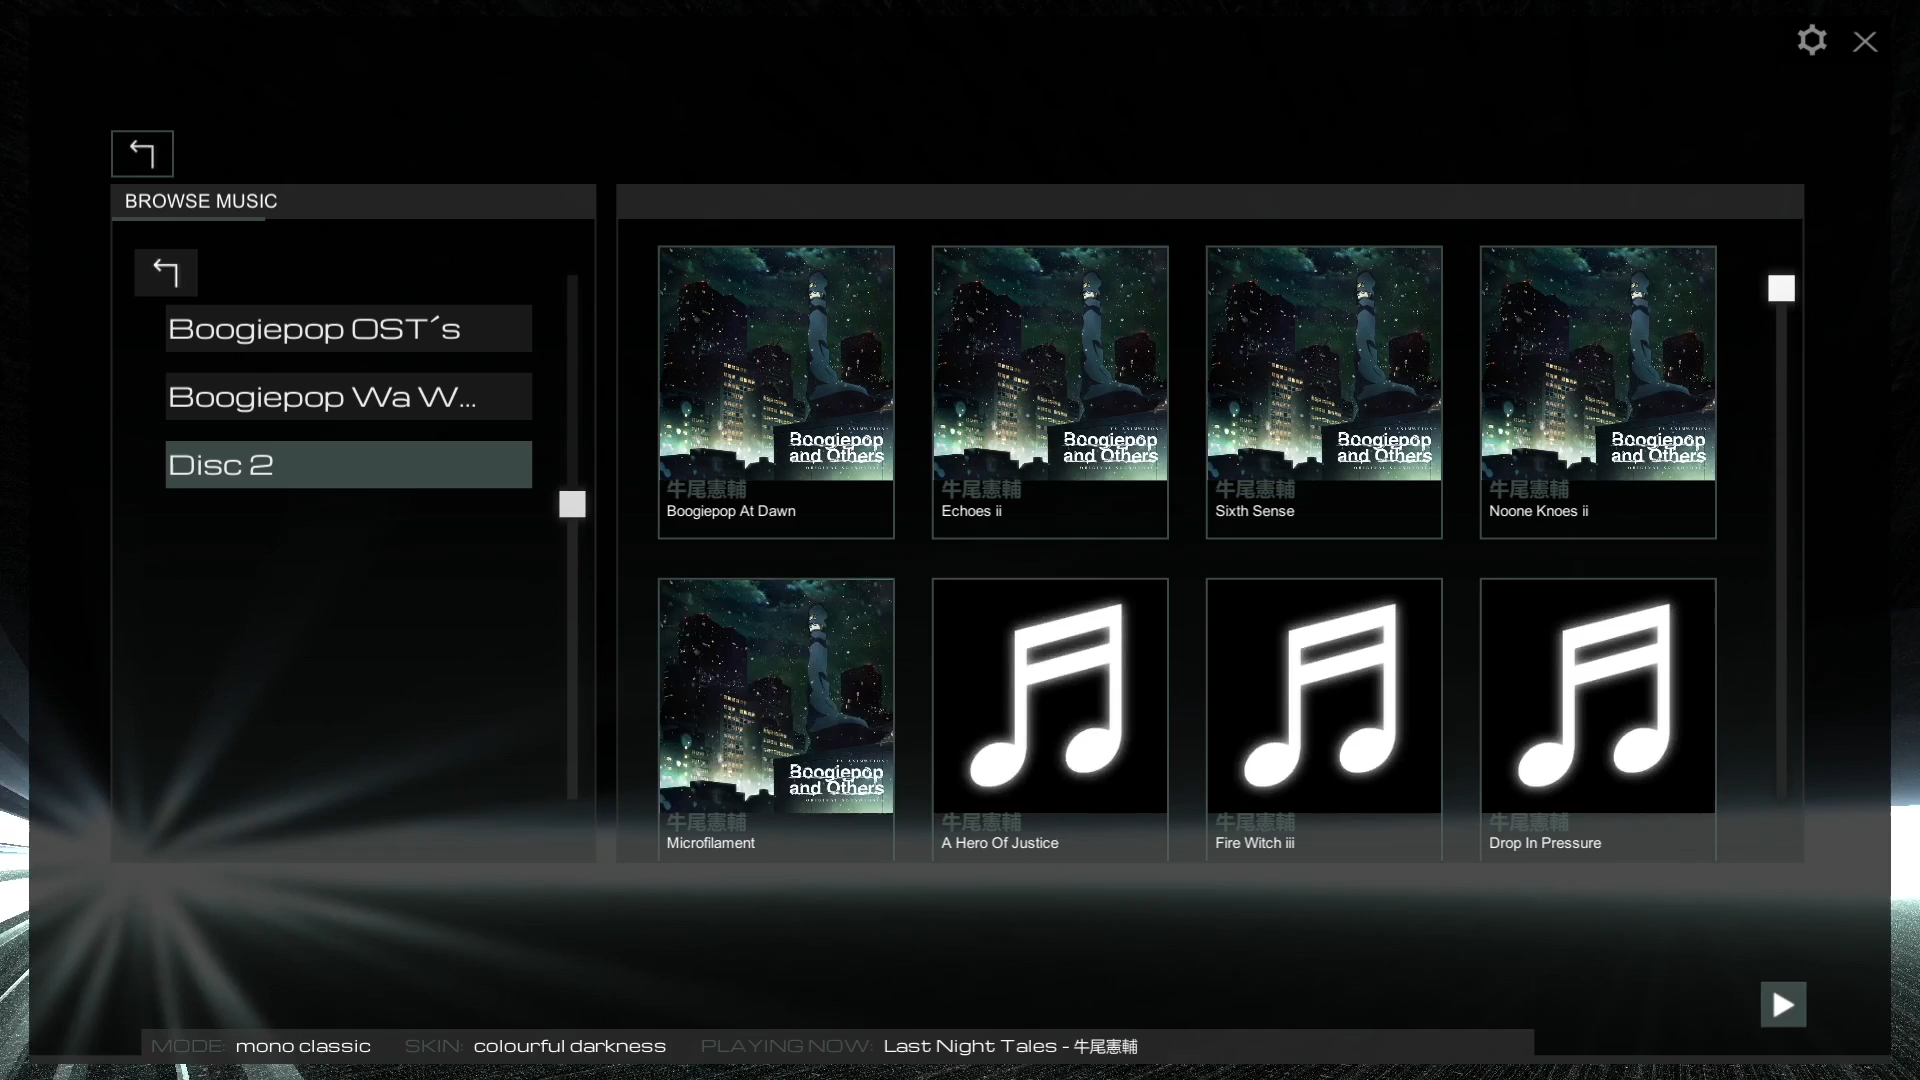 BROWSE MUSIC
Boogiepop OST´s
Boogiepop Wa W...
Disc 2
Boogiepop
and Others
牛尾憲輔
Boogiepop At Dawn
Boogiepop
and Others
牛尾憲輔
Echoes ii
Boogiepop
and Others
牛尾憲輔
Sixth Sense
Boogiepop
and Others
牛尾憲輔
Noone Knoes ii
Boogiepop
and Others
牛尾憲輔
Microfilament
牛尾憲輔
A Hero Of Justice
牛尾憲輔
Fire Witch iii
牛尾憲輔
Drop In Pressure
MODE: mono classic SKIN: colourful darkness PLAYING NOW: Last Night Tales - 牛尾憲輔